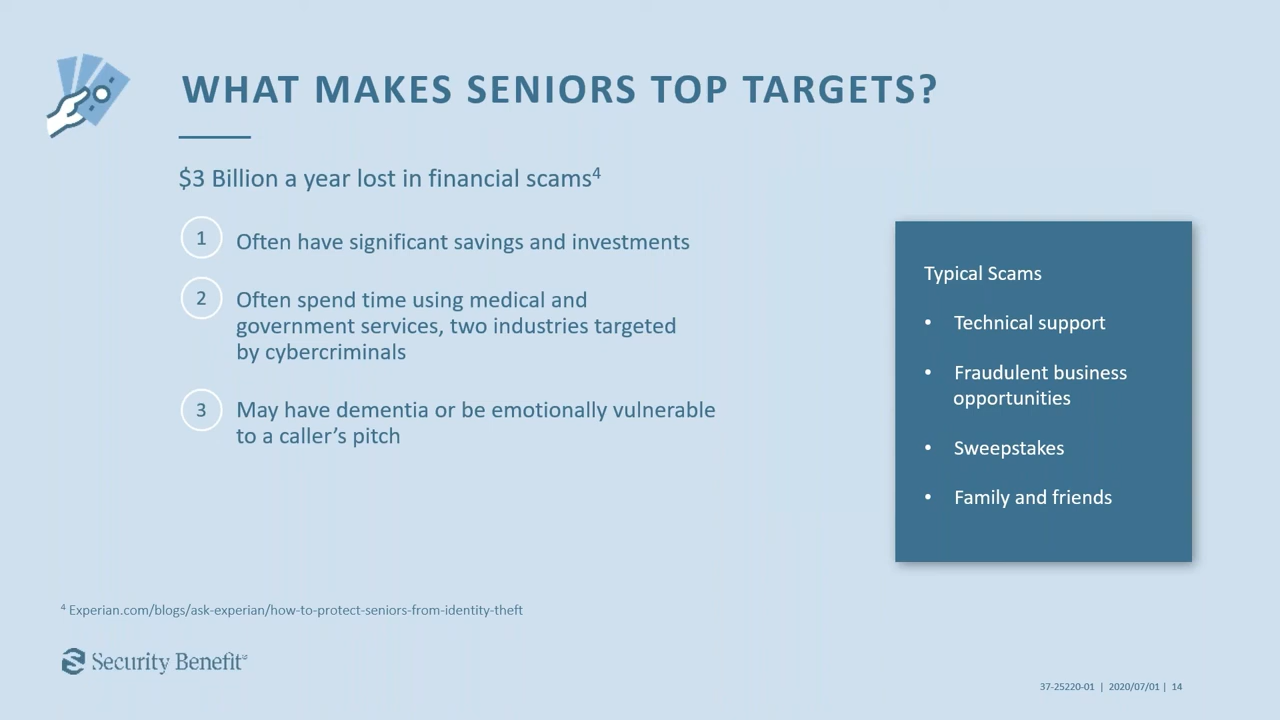 WHAT MAKES SENIORS TOP TARGETS?
$3 Billion a year lost in financial scams⁴
1 Often have significant savings and investments
2 Often spend time using medical and
government services, two industries targeted
by cybercriminals
3 May have dementia or be emotionally vulnerable
to a caller’s pitch
Typical Scams
• Technical support
• Fraudulent business
opportunities
• Sweepstakes
• Family and friends
⁴ Experian.com/blogs/ask-experian/how-to-protect-seniors-from-identity-theft
Security Benefit
37-25220-01 | 2020/07/01 | 14